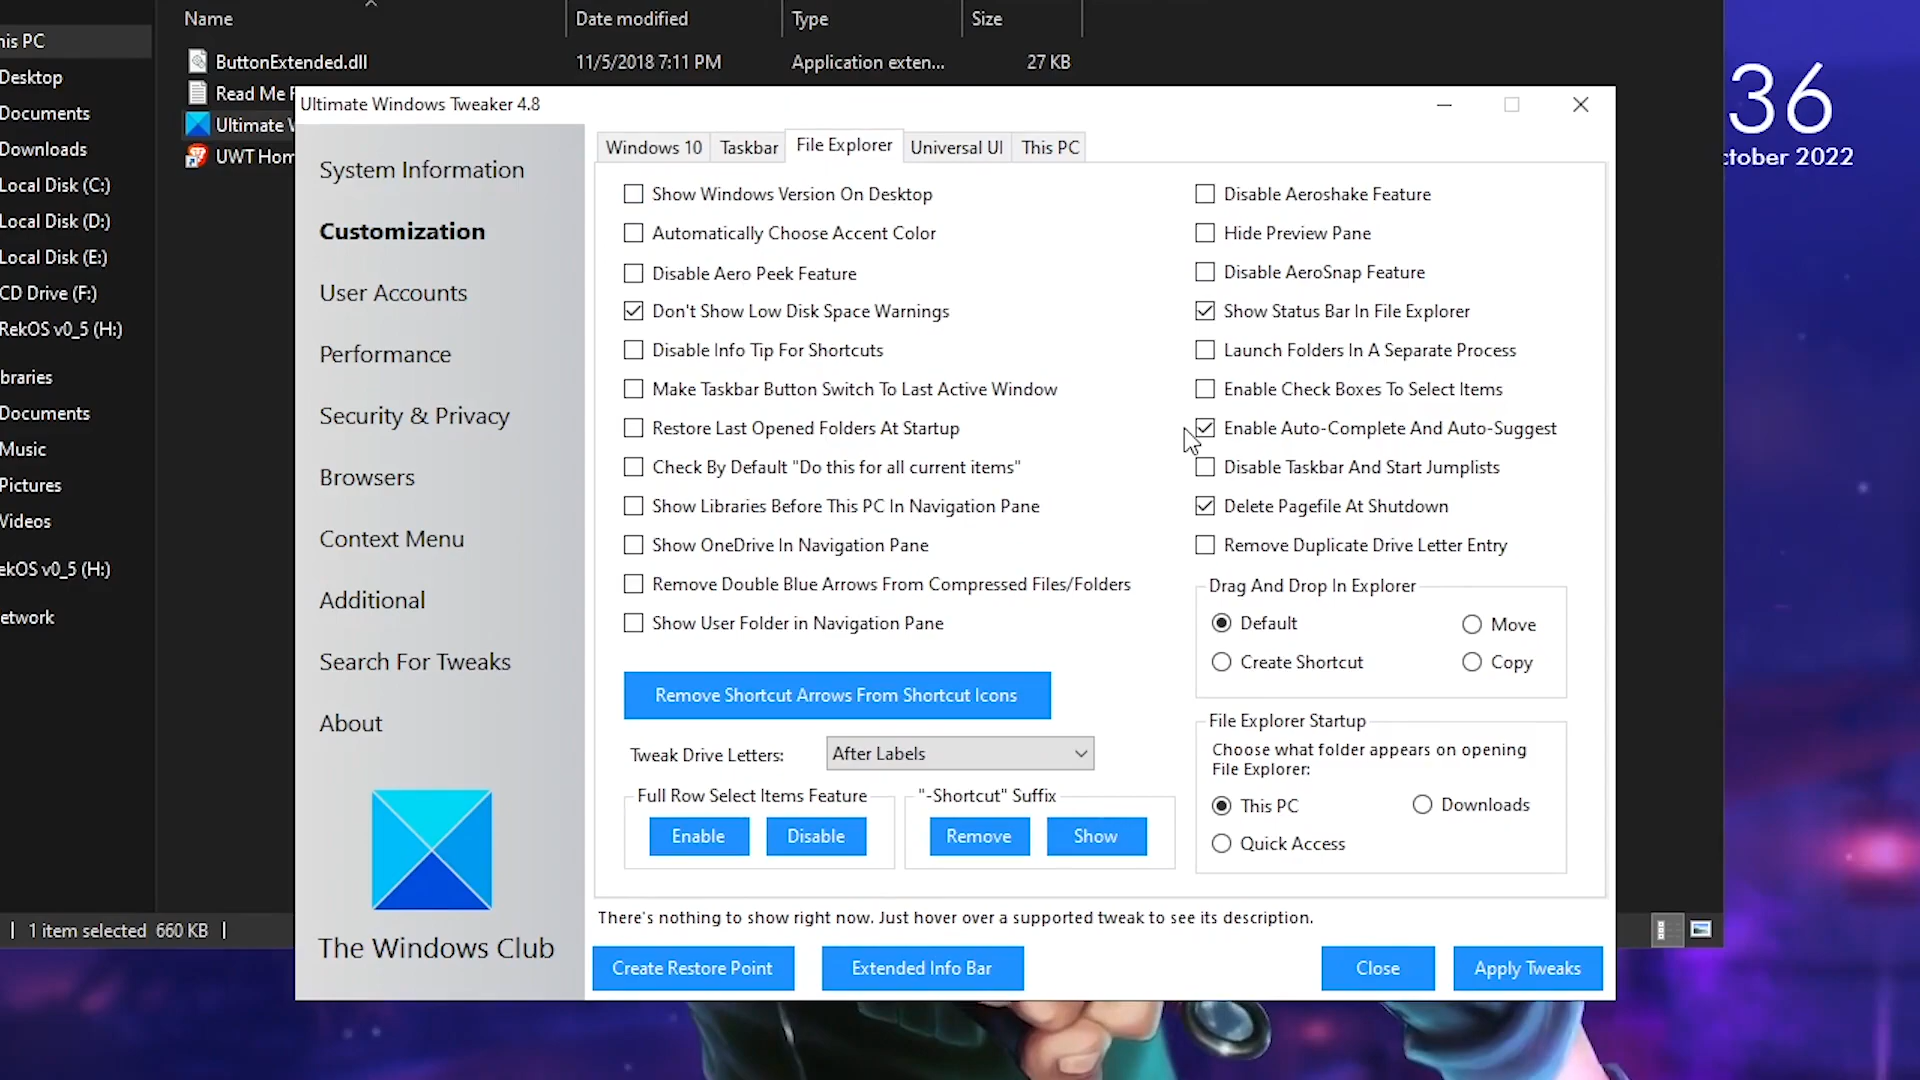 Name
Date modified
Type
Size
ButtonExtended.dll
11/5/2018 7:11 PM
Application exten...
27 KB
Read Me
Ultimate
UWT Hom
his PC
Desktop
Documents
Downloads
Local Disk (C:)
Local Disk (D:)
Local Disk (E:)
CD Drive (F:)
RekOS v0_5 (H:)
braries
Documents
Music
Pictures
Videos
ekOS v0_5 (H:)
etwork
1 item selected 660 KB
36
ctober 2022
Ultimate Windows Tweaker 4.8
System Information
Customization
User Accounts
Performance
Security & Privacy
Browsers
Context Menu
Additional
Search For Tweaks
About
The Windows Club
Windows 10
Taskbar
File Explorer
Universal UI
This PC
Show Windows Version On Desktop
Automatically Choose Accent Color
Disable Aero Peek Feature
Don't Show Low Disk Space Warnings
Disable Info Tip For Shortcuts
Make Taskbar Button Switch To Last Active Window
Restore Last Opened Folders At Startup
Check By Default "Do this for all current items"
Show Libraries Before This PC In Navigation Pane
Show OneDrive In Navigation Pane
Remove Double Blue Arrows From Compressed Files/Folders
Show User Folder in Navigation Pane
Remove Shortcut Arrows From Shortcut Icons
Tweak Drive Letters:
After Labels
Full Row Select Items Feature
Enable
Disable
"-Shortcut" Suffix
Remove
Show
Disable Aeroshake Feature
Hide Preview Pane
Disable AeroSnap Feature
Show Status Bar In File Explorer
Launch Folders In A Separate Process
Enable Check Boxes To Select Items
Enable Auto-Complete And Auto-Suggest
Disable Taskbar And Start Jumplists
Delete Pagefile At Shutdown
Remove Duplicate Drive Letter Entry
Drag And Drop In Explorer
Default
Move
Create Shortcut
Copy
File Explorer Startup
Choose what folder appears on opening
File Explorer:
This PC
Downloads
Quick Access
There's nothing to show right now. Just hover over a supported tweak to see its description.
Create Restore Point
Extended Info Bar
Close
Apply Tweaks